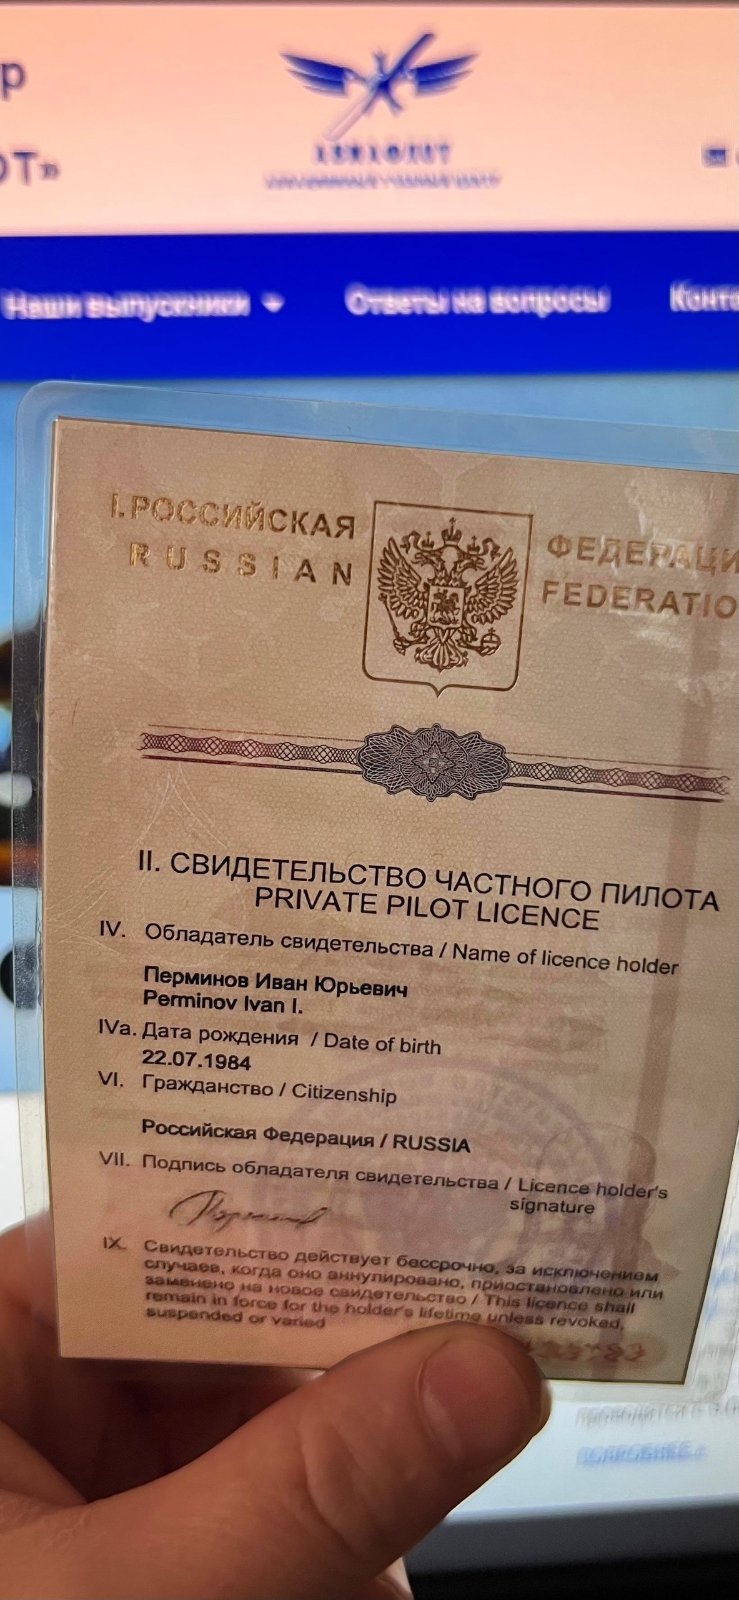 р
ОТ»
АВИАФЛОТ
Наши выпускники
Ответы на вопросы
Конт
I. РОССИЙСКАЯ ФЕДЕРАЦИ
RUSSIAN FEDERATIO
II. СВИДЕТЕЛЬСТВО ЧАСТНОГО ПИЛОТА
PRIVATE PILOT LICENCE
IV. Обладатель свидетельства / Name of licence holder
Перминов Иван Юрьевич
Perminov Ivan I.
IVa. Дата рождения / Date of birth
22.07.1984
VI. Гражданство / Citizenship
Российская Федерация / RUSSIA
VII. Подпись обладателя свидетельства / Licence holder's
signature
IX. Свидетельство действует бессрочно, за исключением
случаев, когда оно аннулировано, приостановлено или
заменено на новое свидетельство / This licence shall
remain in force for the holder's lifetime unless revoked,
suspended or varied
ПОДРОБНЕЕ